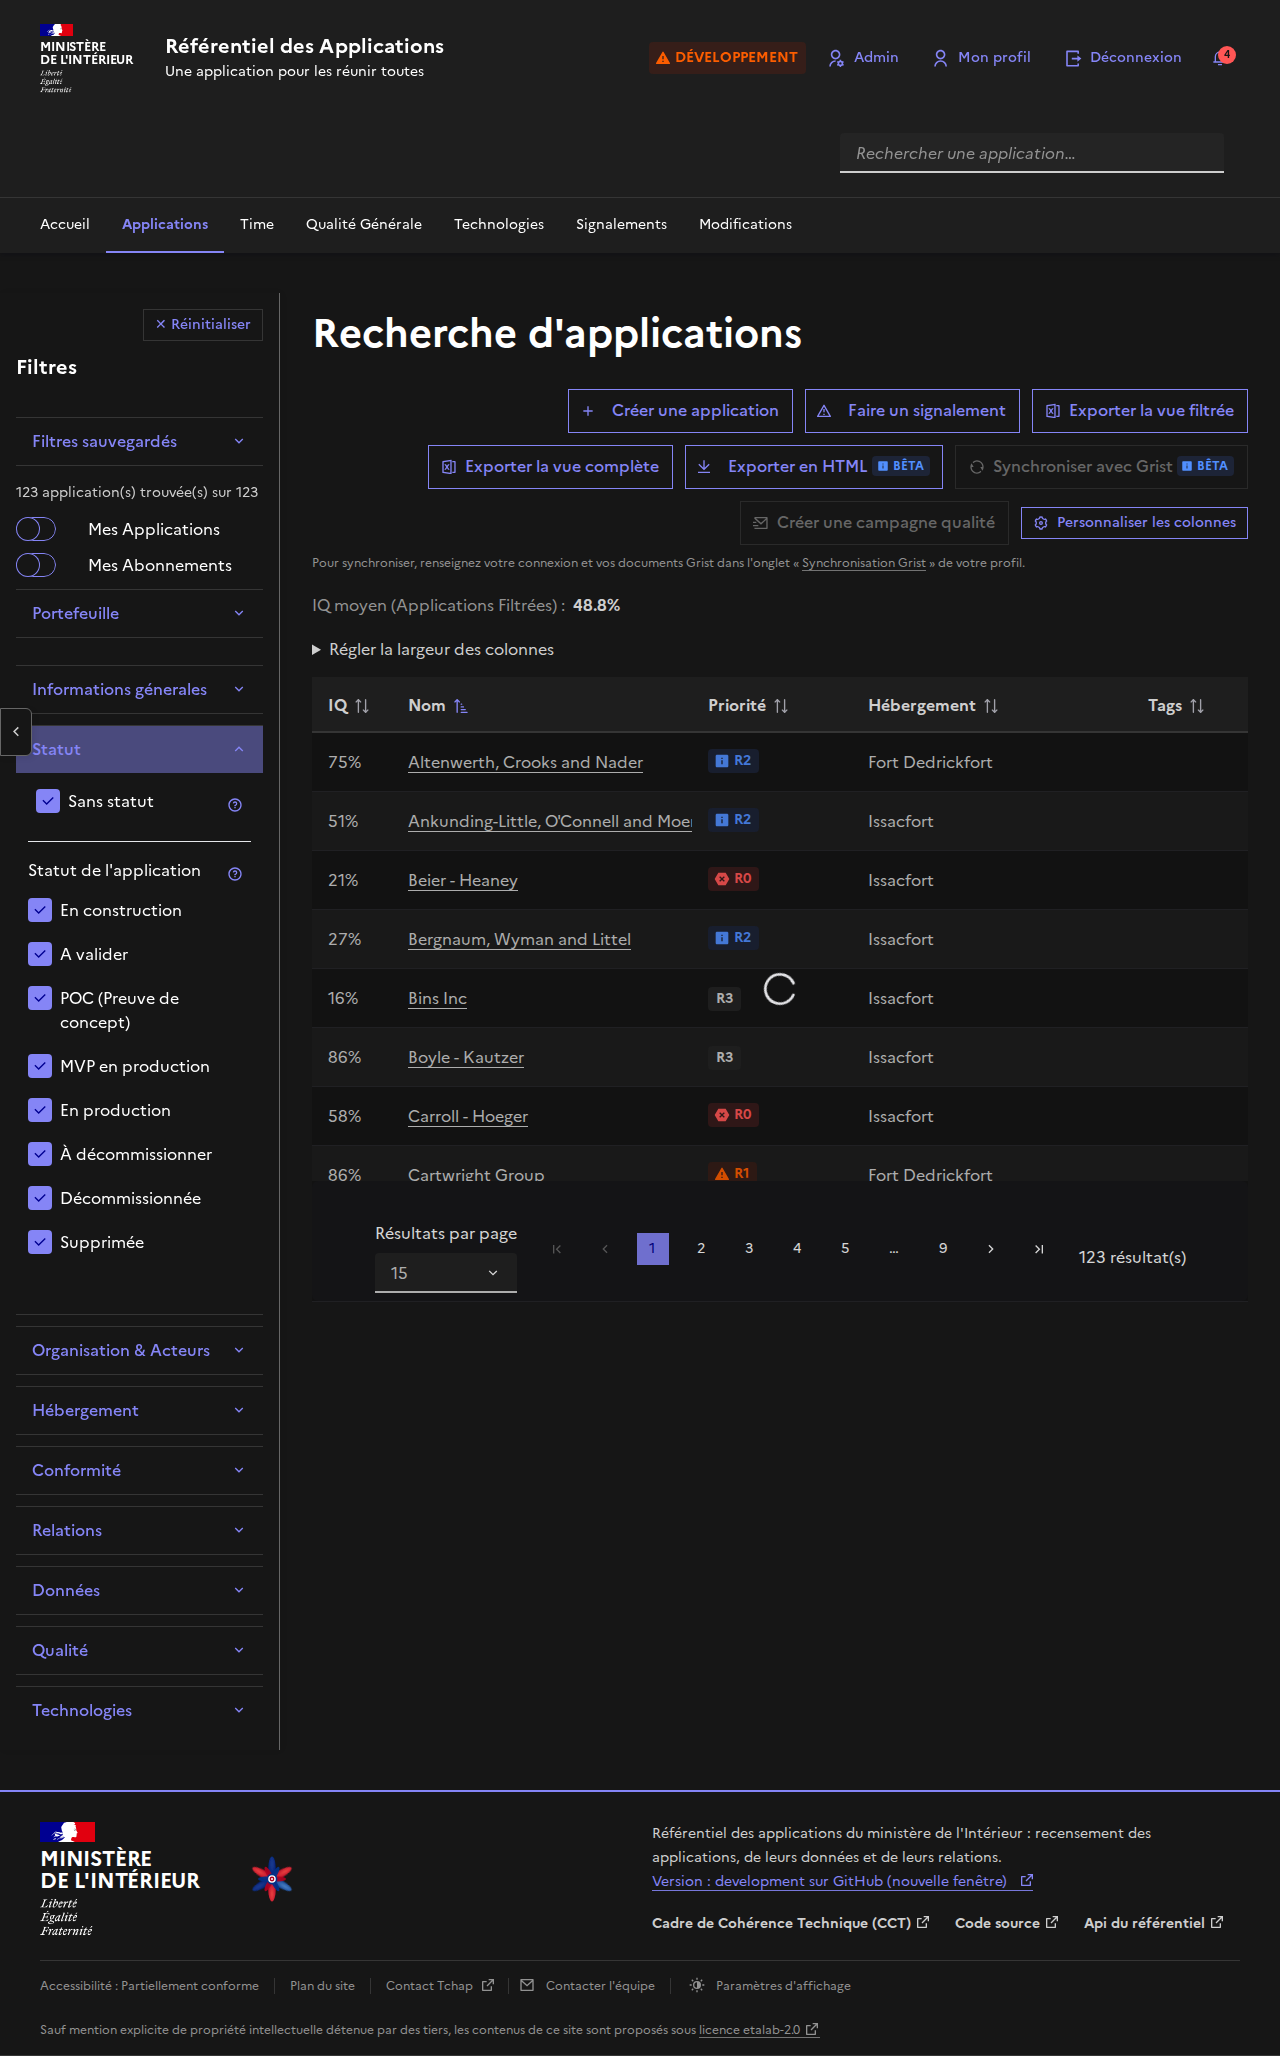 MINISTÈRE
DE L'INTÉRIEUR
Liberté
Égalité
Fraternité
Référentiel des Applications
Une application pour les réunir toutes
DÉVELOPPEMENT
Admin
Mon profil
Déconnexion
4
Rechercher une application…
Accueil Applications Time Qualité Générale Technologies Signalements Modifications
Réinitialiser
Filtres
Filtres sauvegardés
123 application(s) trouvée(s) sur 123
Mes Applications
Mes Abonnements
Portefeuille
Informations génerales
Statut
Sans statut
Statut de l'application
En construction
A valider
POC (Preuve de
concept)
MVP en production
En production
À décommissionner
Décommissionnée
Supprimée
Organisation & Acteurs
Hébergement
Conformité
Relations
Données
Qualité
Technologies
Recherche d'applications
Créer une application
Faire un signalement
Exporter la vue filtrée
Exporter la vue complète
Exporter en HTML BÊTA
Synchroniser avec Grist BÊTA
Créer une campagne qualité
Personnaliser les colonnes
Pour synchroniser, renseignez votre connexion et vos documents Grist dans l'onglet « Synchronisation Grist » de votre profil.
IQ moyen (Applications Filtrées) : 48.8%
Régler la largeur des colonnes
IQ Nom Priorité Hébergement Tags
75% Altenwerth, Crooks and Nader R2 Fort Dedrickfort
51% Ankunding-Little, O'Connell and Moen R2 Issacfort
21% Beier - Heaney R0 Issacfort
27% Bergnaum, Wyman and Littel R2 Issacfort
16% Bins Inc R3 Issacfort
86% Boyle - Kautzer R3 Issacfort
58% Carroll - Hoeger R0 Issacfort
86% Cartwright Group R1 Fort Dedrickfort
Résultats par page
15
1 2 3 4 5 … 9
123 résultat(s)
MINISTÈRE
DE L'INTÉRIEUR
Liberté
Égalité
Fraternité
Référentiel des applications du ministère de l'Intérieur : recensement des
applications, de leurs données et de leurs relations.
Version : development sur GitHub (nouvelle fenêtre)
Cadre de Cohérence Technique (CCT) Code source Api du référentiel
Accessibilité : Partiellement conforme Plan du site Contact Tchap Contacter l'équipe Paramètres d'affichage
Sauf mention explicite de propriété intellectuelle détenue par des tiers, les contenus de ce site sont proposés sous licence etalab-2.0